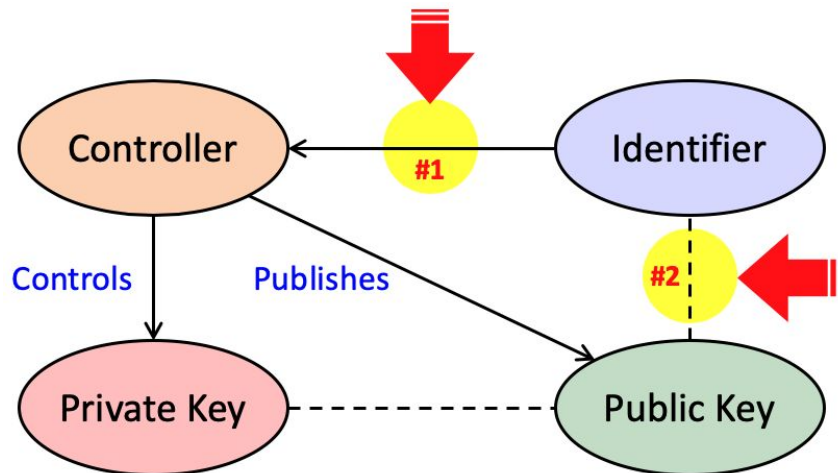 Controller
#1
Identifier
Controls
Publishes
#2
Private Key
Public Key